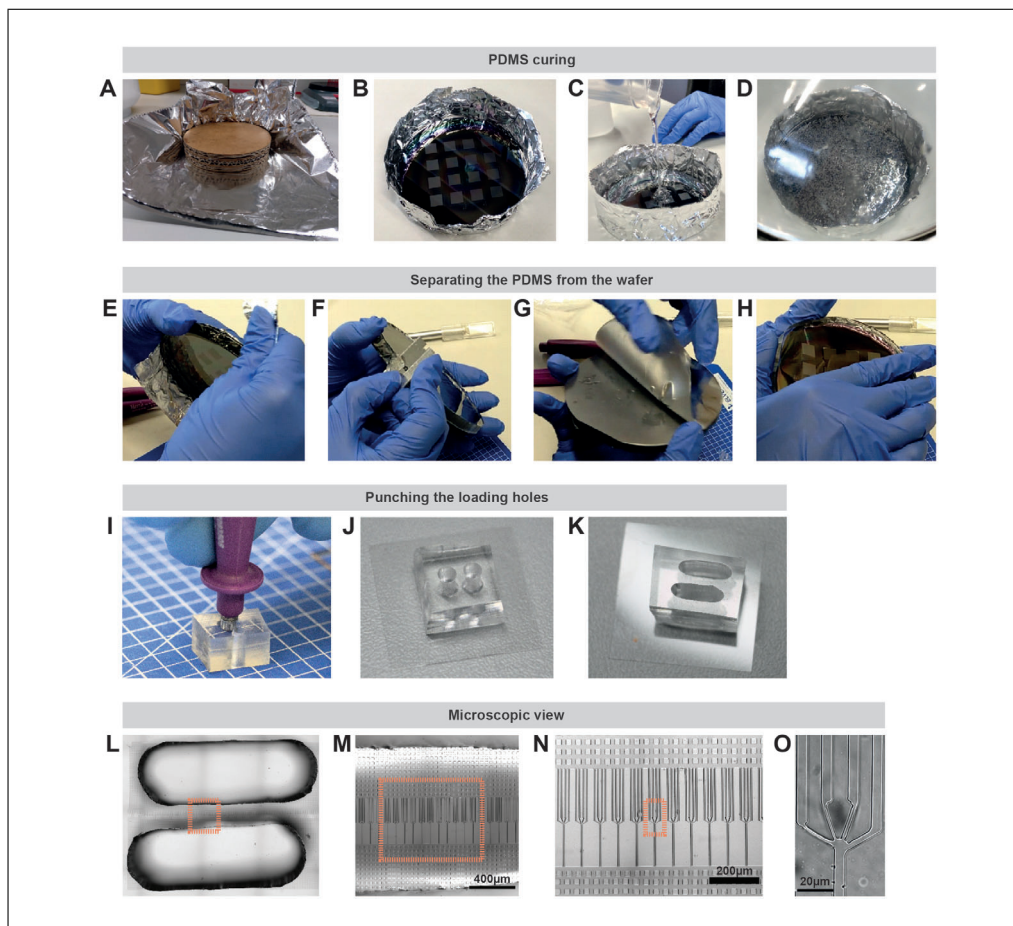 PDMS curing
A
B
C
D
Separating the PDMS from the wafer
E
F
G
H
Punching the loading holes
I
J
K
Microscopic view
L
M
N
O
400µm
200µm
20µm